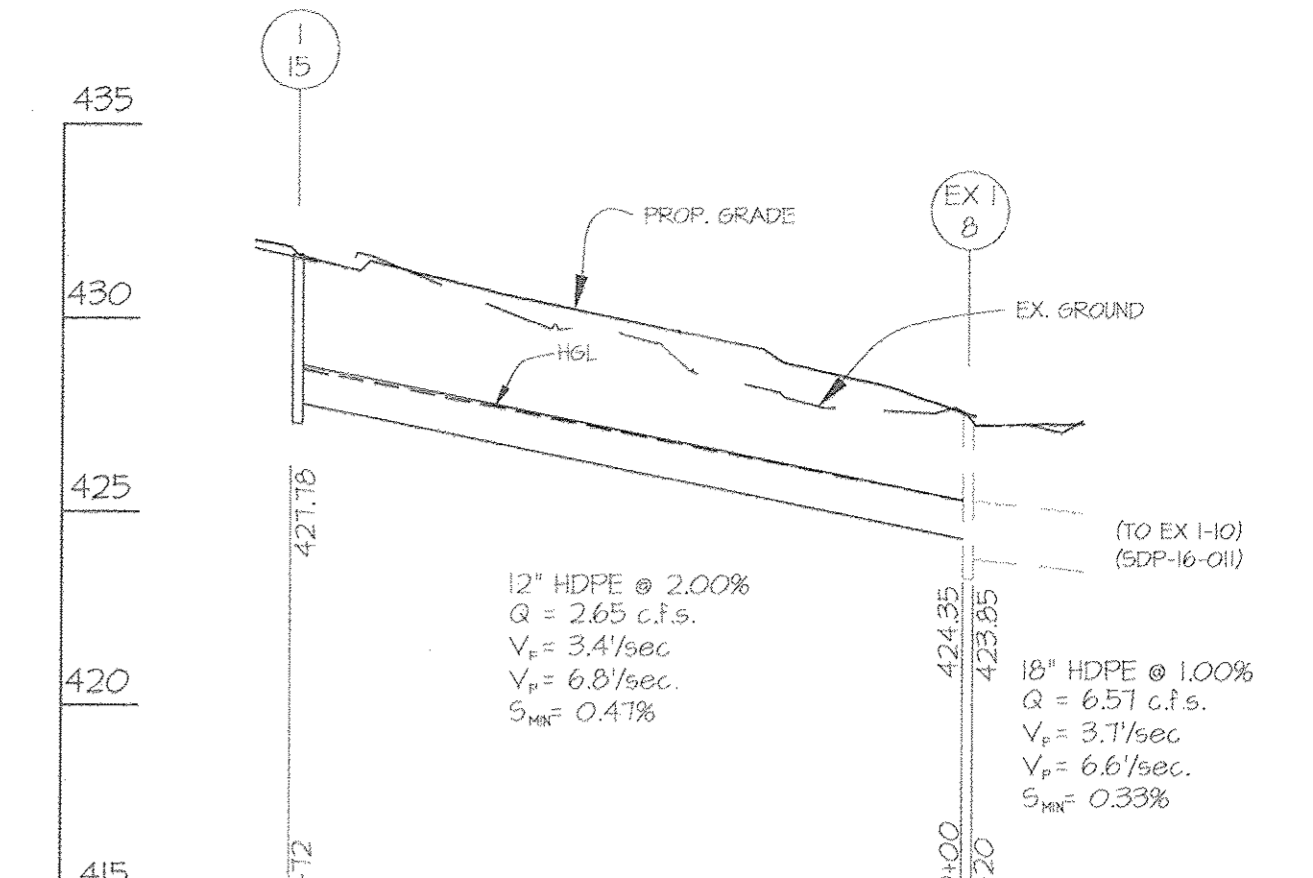 1
15
435
EX 1
8
PROP. GRADE
430
EX. GROUND
HGL
425
427.78
(TO EX 1-10)
(SDP-16-011)
12" HDPE @ 2.00%
Q = 2.65 c.f.s.
V_F = 3.4'/sec
V_P = 6.8'/sec.
S_MIN = 0.47%
424.35
423.85
18" HDPE @ 1.00%
Q = 6.57 c.f.s.
V_F = 3.7'/sec
V_P = 6.6'/sec.
S_MIN = 0.33%
420
415
+00
20